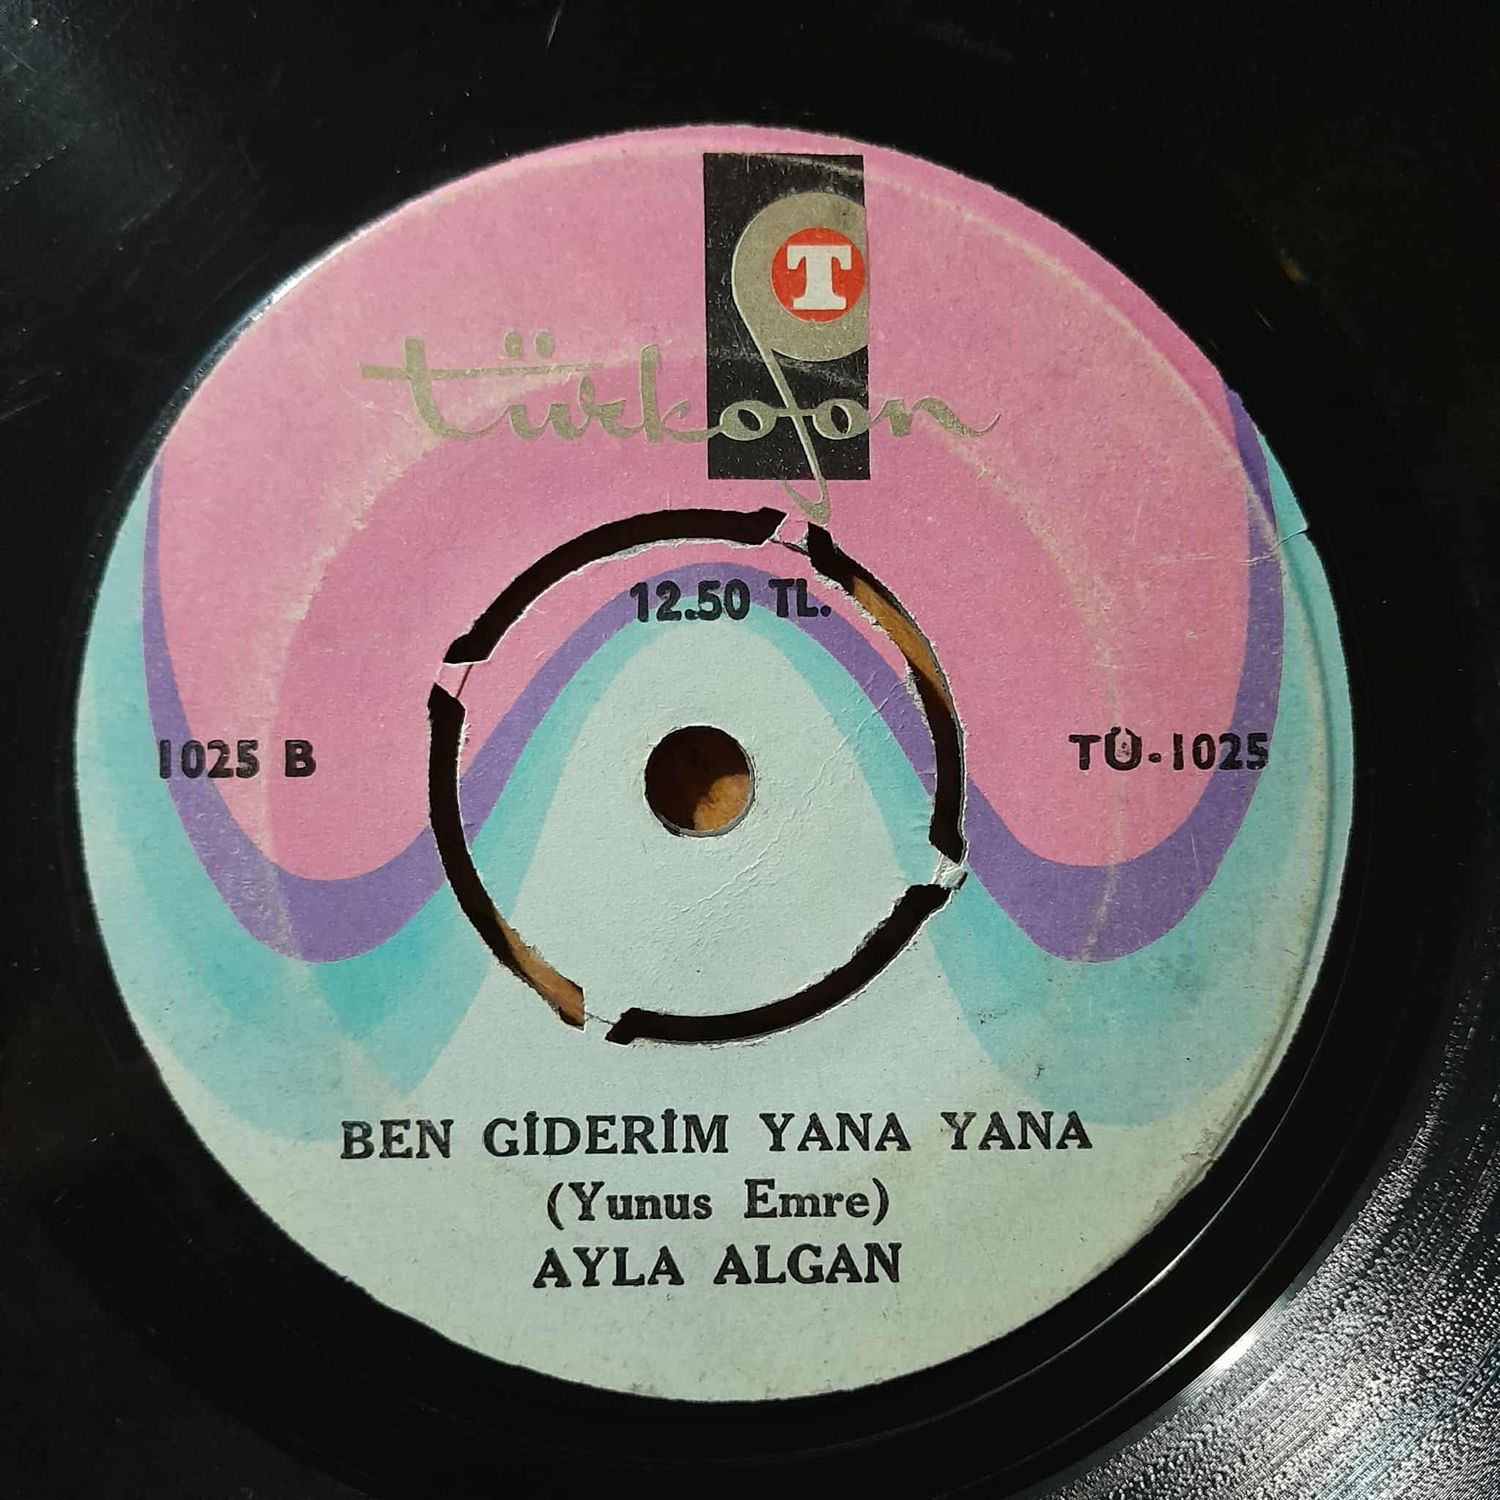 T
türkofon
12.50 TL.
1025 B
TÜ-1025
BEN GİDERİM YANA YANA
(Yunus Emre)
AYLA ALGAN